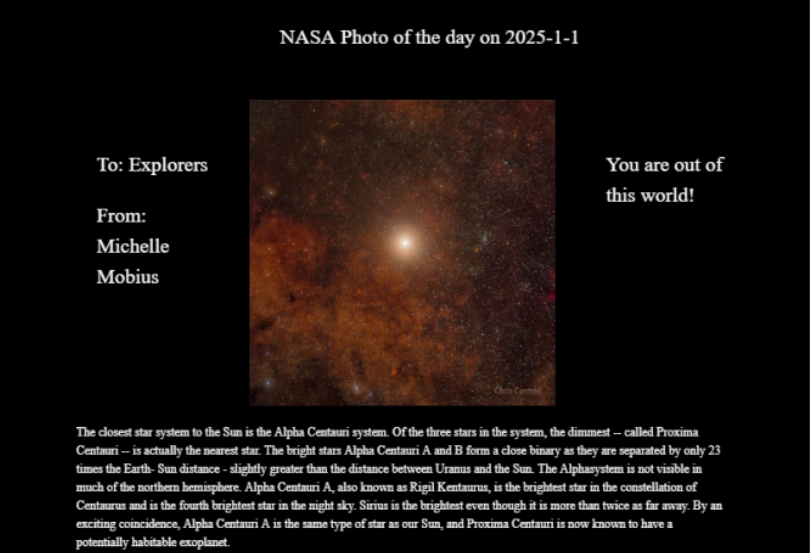 NASA Photo of the day on 2025-1-1
To: Explorers
From:
Michelle
Mobius
You are out of
this world!
The closest star system to the Sun is the Alpha Centauri system. Of the three stars in the system, the dimmest -- called Proxima
Centauri -- is actually the nearest star. The bright stars Alpha Centauri A and B form a close binary as they are separated by only 23
times the Earth- Sun distance - slightly greater than the distance between Uranus and the Sun. The Alphasystem is not visible in
much of the northern hemisphere. Alpha Centauri A, also known as Rigil Kentaurus, is the brightest star in the constellation of
Centaurus and is the fourth brightest star in the night sky. Sirius is the brightest even though it is more than twice as far away. By an
exciting coincidence, Alpha Centauri A is the same type of star as our Sun, and Proxima Centauri is now known to have a
potentially habitable exoplanet.